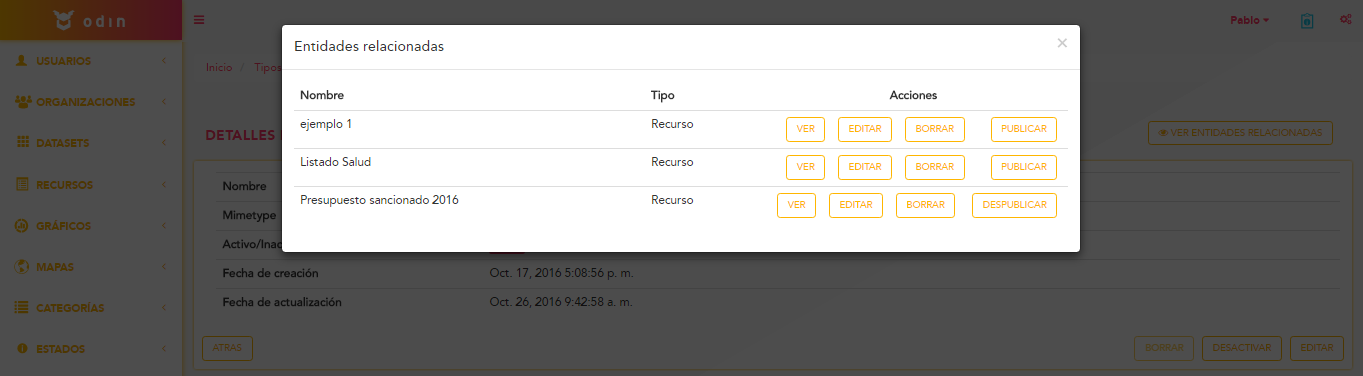 odin
Pablo
USUARIOS
ORGANIZACIONES
DATASETS
RECURSOS
GRÁFICOS
MAPAS
CATEGORÍAS
ESTADOS
Inicio / Tipos
DETALLES
VER ENTIDADES RELACIONADAS
Entidades relacionadas ×
Nombre Tipo Acciones
ejemplo 1 Recurso VER EDITAR BORRAR PUBLICAR
Listado Salud Recurso VER EDITAR BORRAR PUBLICAR
Presupuesto sancionado 2016 Recurso VER EDITAR BORRAR DESPUBLICAR
Nombre
Mimetype
Activo/Inac
Fecha de creación Oct. 17, 2016 5:08:56 p. m.
Fecha de actualización Oct. 26, 2016 9:42:58 a. m.
ATRAS BORRAR DESACTIVAR EDITAR